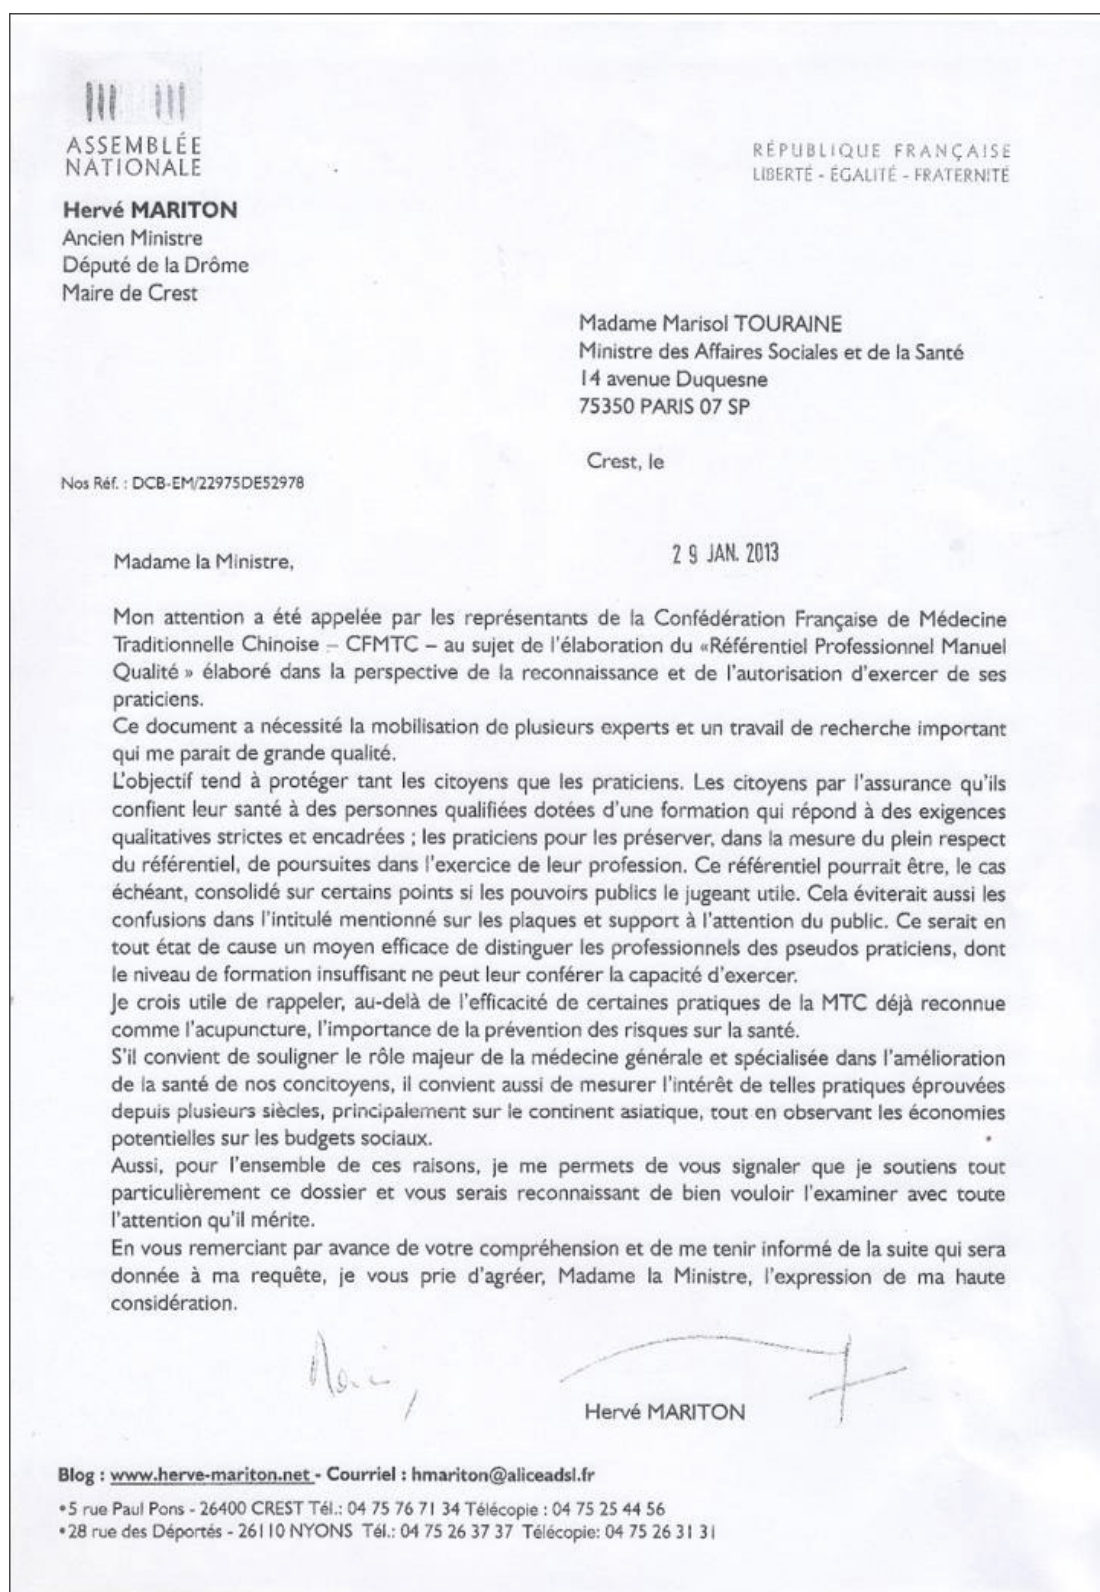 ASSEMBLÉE
NATIONALE
RÉPUBLIQUE FRANÇAISE
LIBERTÉ - ÉGALITÉ - FRATERNITÉ
Hervé MARITON
Ancien Ministre
Député de la Drôme
Maire de Crest
Madame Marisol TOURAINE
Ministre des Affaires Sociales et de la Santé
14 avenue Duquesne
75350 PARIS 07 SP
Crest, le
Nos Réf. : DCB-EM/22975DE52978
29 JAN. 2013
Madame la Ministre,
Mon attention a été appelée par les représentants de la Confédération Française de Médecine
Traditionnelle Chinoise – CFMTC – au sujet de l'élaboration du «Référentiel Professionnel Manuel
Qualité » élaboré dans la perspective de la reconnaissance et de l'autorisation d'exercer de ses
praticiens.
Ce document a nécessité la mobilisation de plusieurs experts et un travail de recherche important
qui me parait de grande qualité.
L'objectif tend à protéger tant les citoyens que les praticiens. Les citoyens par l'assurance qu'ils
confient leur santé à des personnes qualifiées dotées d'une formation qui répond à des exigences
qualitatives strictes et encadrées ; les praticiens pour les préserver, dans la mesure du plein respect
du référentiel, de poursuites dans l'exercice de leur profession. Ce référentiel pourrait être, le cas
échéant, consolidé sur certains points si les pouvoirs publics le jugeant utile. Cela éviterait aussi les
confusions dans l'intitulé mentionné sur les plaques et support à l'attention du public. Ce serait en
tout état de cause un moyen efficace de distinguer les professionnels des pseudos praticiens, dont
le niveau de formation insuffisant ne peut leur conférer la capacité d'exercer.
Je crois utile de rappeler, au-delà de l'efficacité de certaines pratiques de la MTC déjà reconnue
comme l'acupuncture, l'importance de la prévention des risques sur la santé.
S'il convient de souligner le rôle majeur de la médecine générale et spécialisée dans l'amélioration
de la santé de nos concitoyens, il convient aussi de mesurer l'intérêt de telles pratiques éprouvées
depuis plusieurs siècles, principalement sur le continent asiatique, tout en observant les économies
potentielles sur les budgets sociaux.
Aussi, pour l'ensemble de ces raisons, je me permets de vous signaler que je soutiens tout
particulièrement ce dossier et vous serais reconnaissant de bien vouloir l'examiner avec toute
l'attention qu'il mérite.
En vous remerciant par avance de votre compréhension et de me tenir informé de la suite qui sera
donnée à ma requête, je vous prie d'agréer, Madame la Ministre, l'expression de ma haute
considération.
Hervé MARITON
Blog : www.herve-mariton.net - Courriel : hmariton@aliceadsl.fr
•5 rue Paul Pons - 26400 CREST Tél.: 04 75 76 71 34 Télécopie : 04 75 25 44 56
•28 rue des Déportés - 26110 NYONS Tél.: 04 75 26 37 37 Télécopie: 04 75 26 31 31